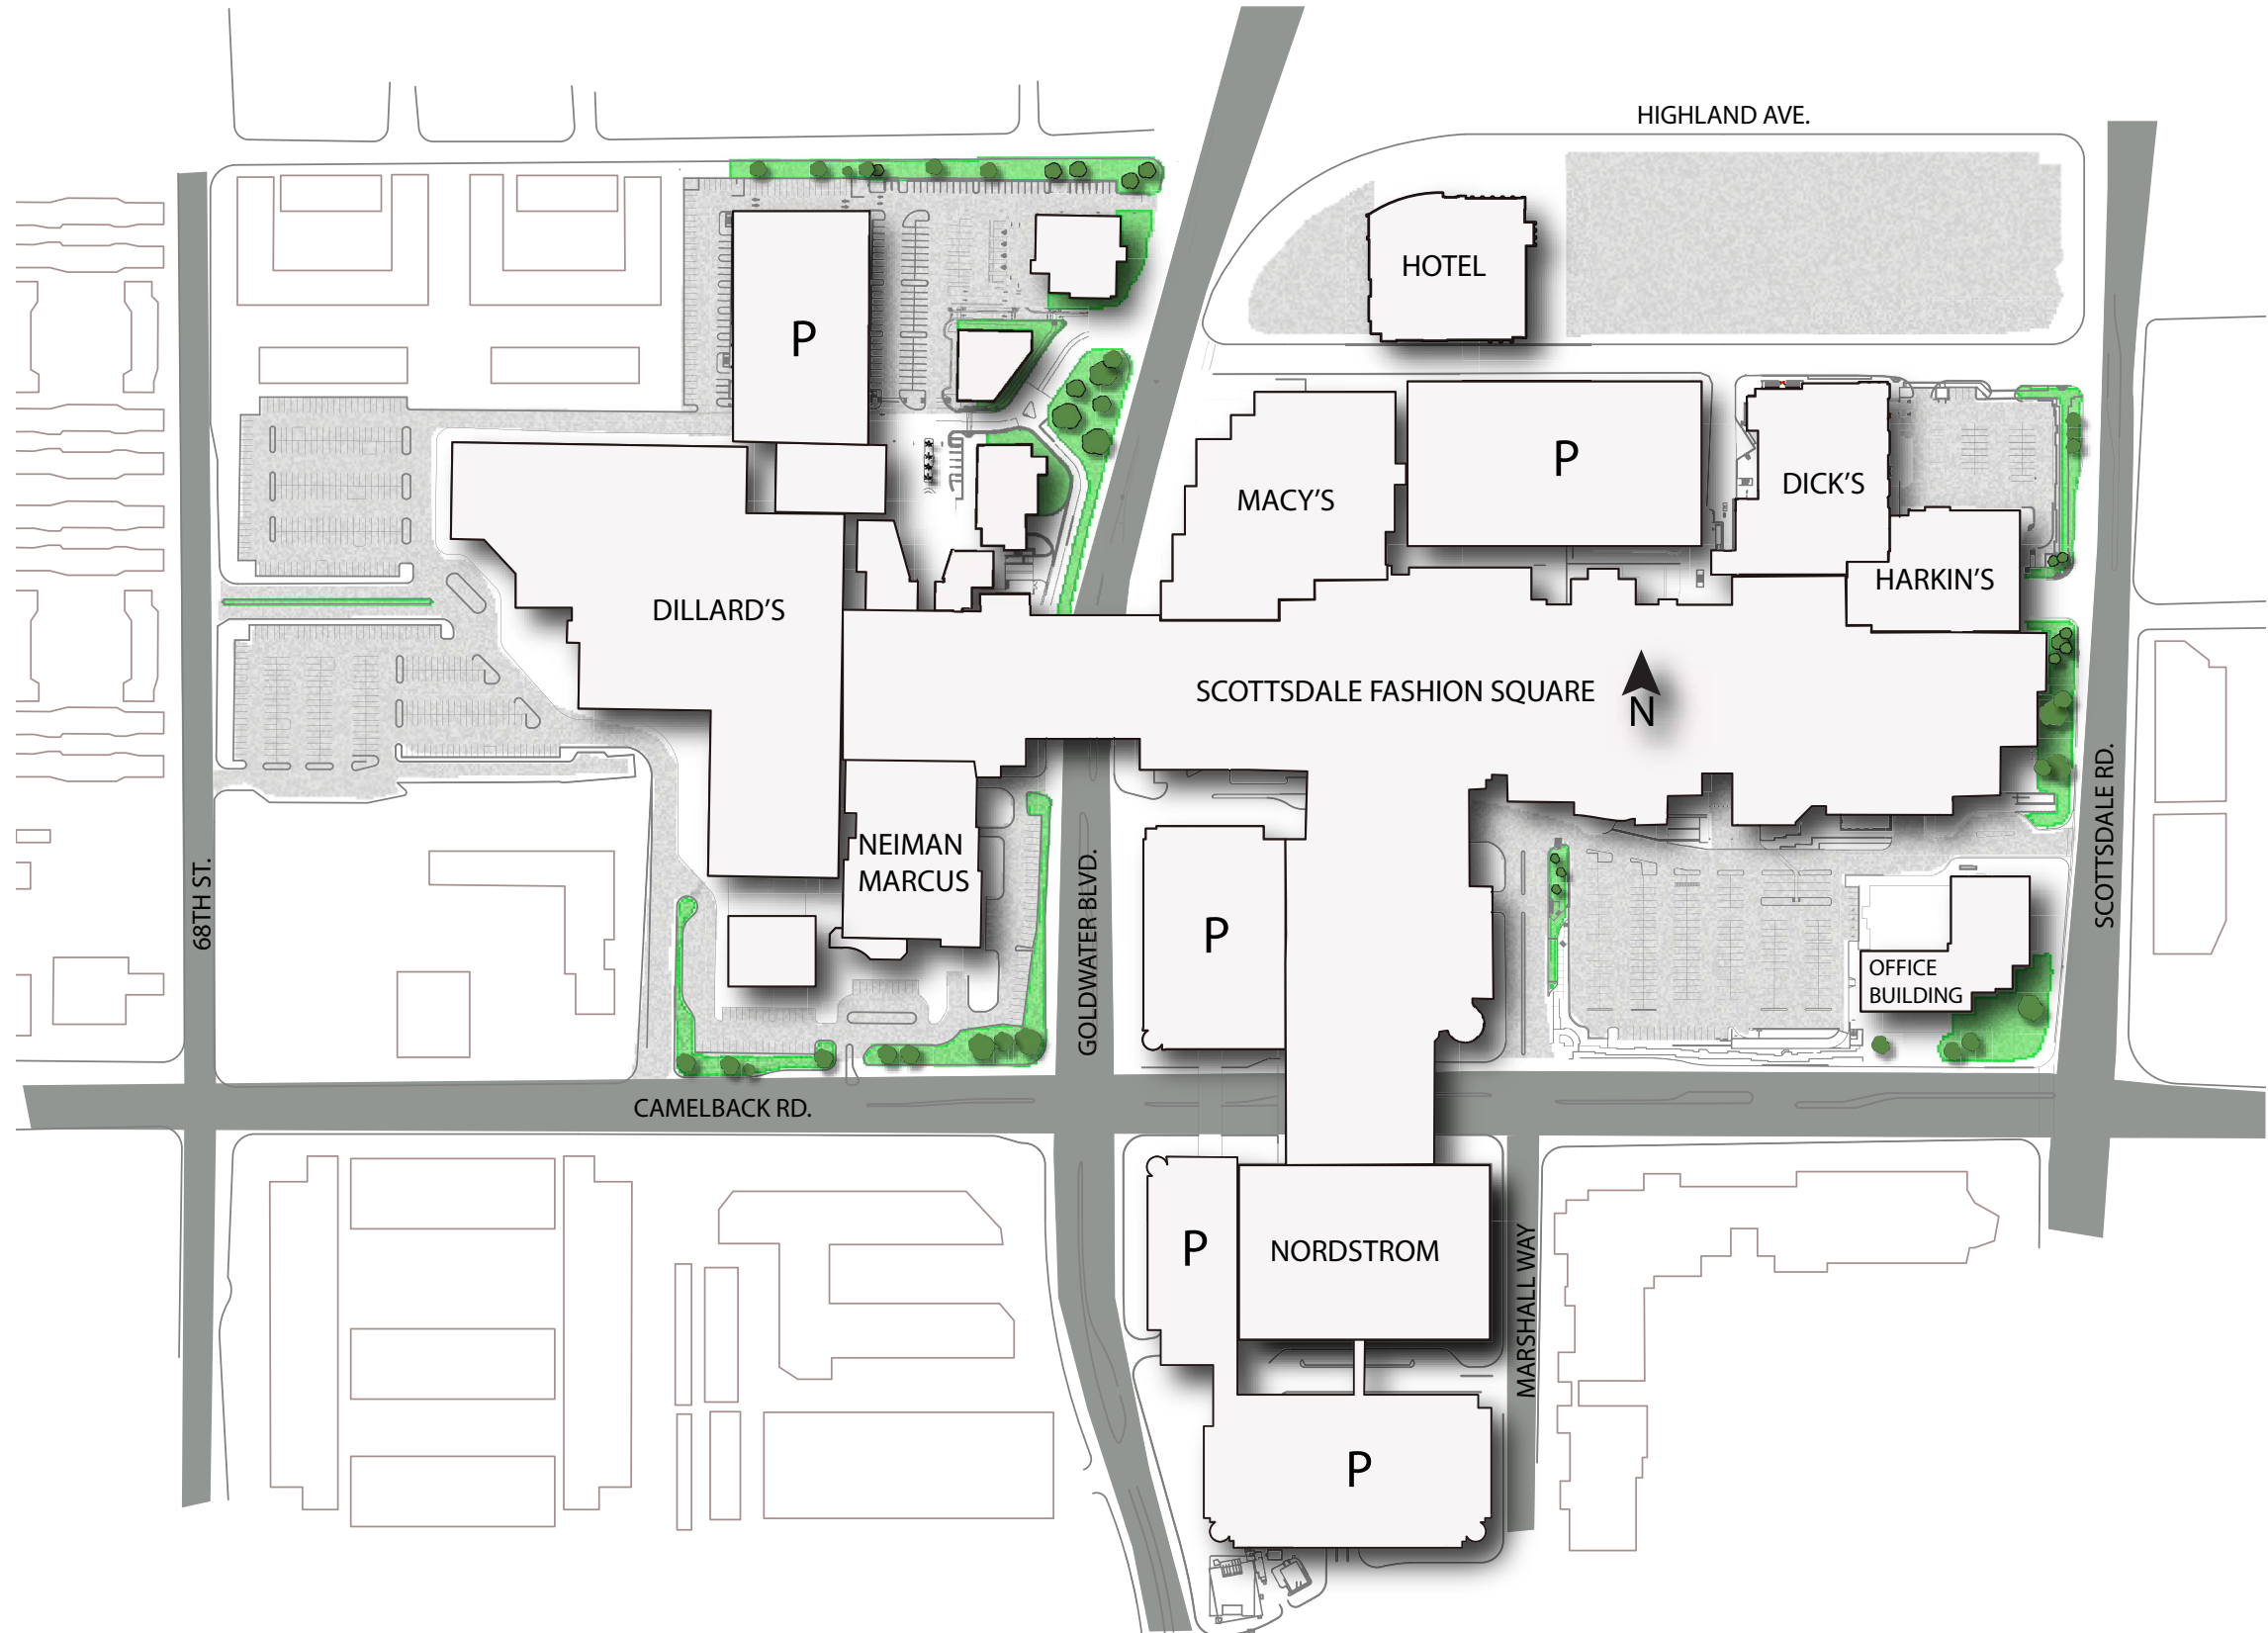 HIGHLAND AVE.
HOTEL
P
P
MACY'S
DICK'S
HARKIN'S
DILLARD'S
SCOTTSDALE FASHION SQUARE
N
NEIMAN
MARCUS
68TH ST.
GOLDWATER BLVD.
SCOTTSDALE RD.
P
OFFICE
BUILDING
CAMELBACK RD.
P
NORDSTROM
MARSHALL WAY
P